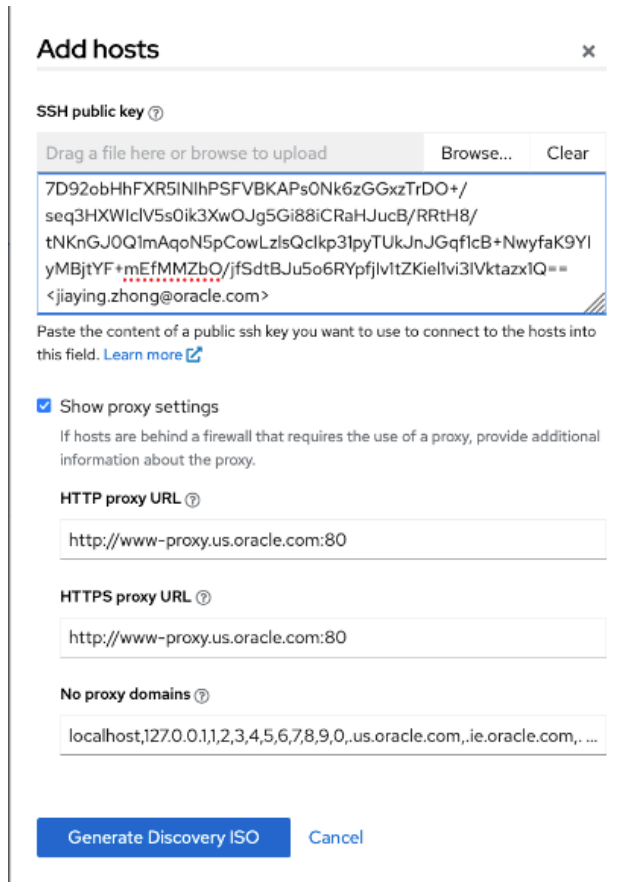 Add hosts
SSH public key
Drag a file here or browse to upload
Browse...
Clear
7D92obHhFXR5INIhPSFVBKAPs0Nk6zGGxzTrDO+/
seq3HXWIclV5s0ik3XwOJg5Gi88iCRaHJucB/RRtH8/
tNKnGJ0Q1mAqoN5pCowLzlsQcIkp31pyTUkJnJGqf1cB+NwyfaK9YI
yMBjtYF+mEfMMZbO/jfSdtBJu5o6RYpfjIv1tZKiel1vi3IVktazx1Q==
<jiaying.zhong@oracle.com>
Paste the content of a public ssh key you want to use to connect to the hosts into
this field. Learn more
Show proxy settings
If hosts are behind a firewall that requires the use of a proxy, provide additional
information about the proxy.
HTTP proxy URL
http://www-proxy.us.oracle.com:80
HTTPS proxy URL
http://www-proxy.us.oracle.com:80
No proxy domains
localhost,127.0.0.1,1,2,3,4,5,6,7,8,9,0,.us.oracle.com,.ie.oracle.com,. ...
Generate Discovery ISO
Cancel